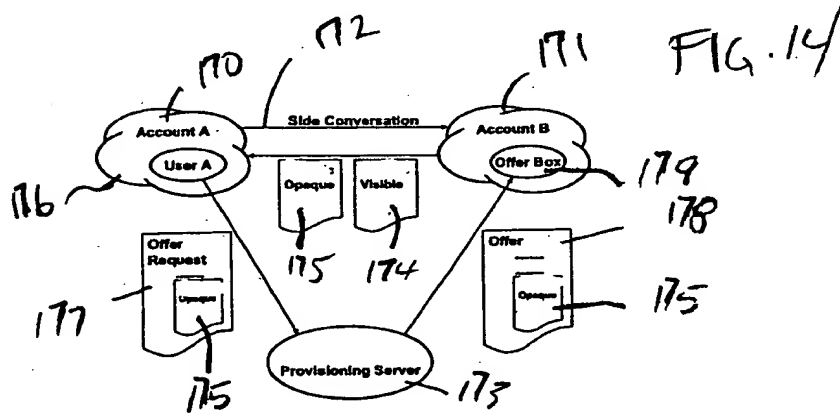 FIG. 14
170
172
171
Side Conversation
Account A
Account B
User A
Offer Box
176
Opaque
Visible
179
178
175
174
Offer Request
Opaque
177
175
Offer
Opaque
175
Provisioning Server
173